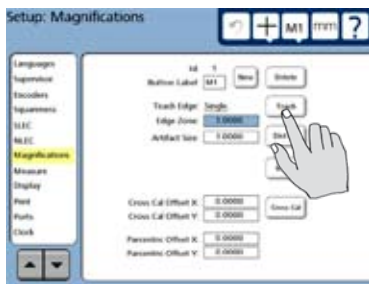 Setup: Magnifications
M1 mm ?
Languages
Supervisor
Encoders
Squareness
SLEC
NLEC
Magnifications
Measure
Display
Print
Ports
Clock
Id 1
Button Label M1 New Delete
Teach Edge: Single Teach
Edge Zone: 1.0000
Artifact Size 1.0000
Cross Cal Offset X: 0.0000 Cross Cal
Cross Cal Offset Y: 0.0000
Parcentric Offset X: 0.0000
Parcentric Offset Y: 0.0000